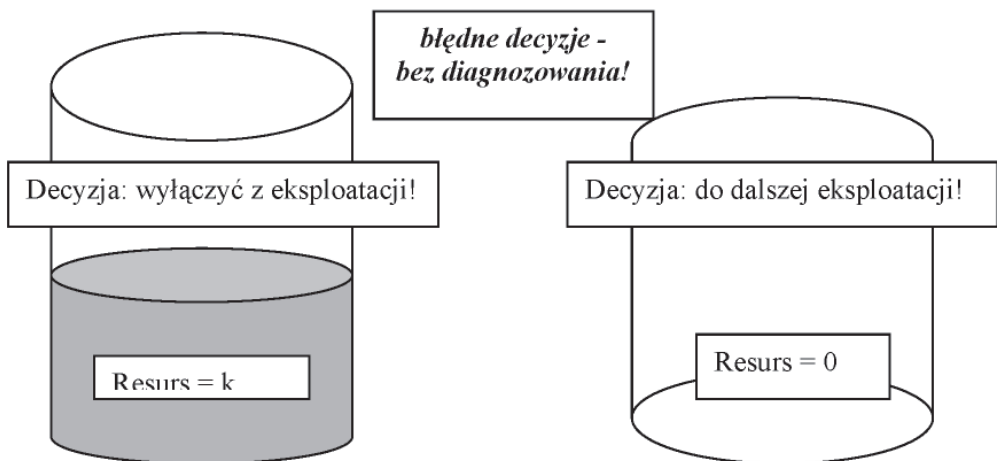 błędne decyzje -
bez diagnozowania!
Decyzja: wyłączyć z eksploatacji!
Decyzja: do dalszej eksploatacji!
Resurs = k
Resurs = 0